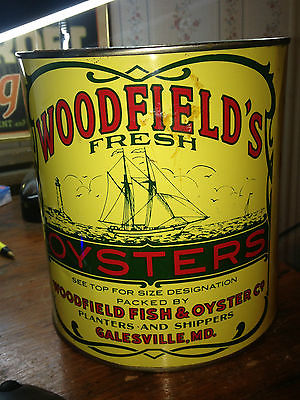 WOODFIELD'S
FRESH
OYSTERS
SEE TOP FOR SIZE DESIGNATION
PACKED BY
WOODFIELD FISH & OYSTER CO
PLANTERS AND SHIPPERS
GALESVILLE, MD.